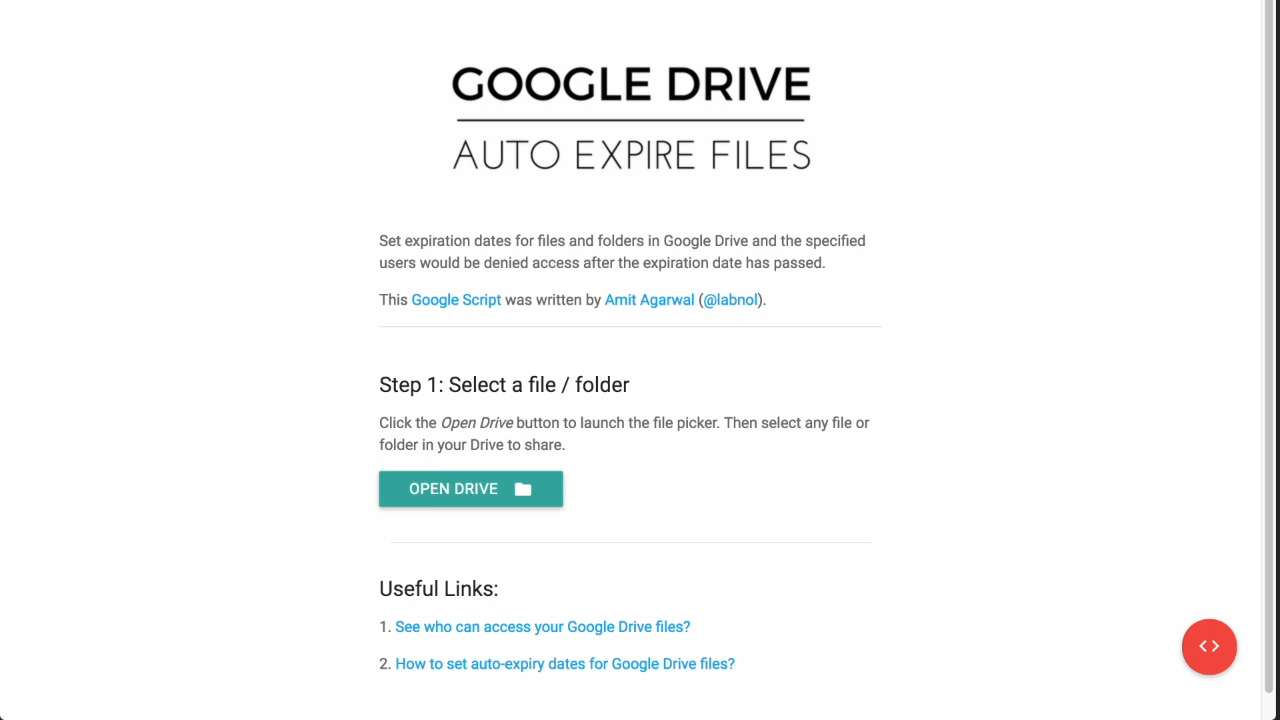 GOOGLE DRIVE
AUTO EXPIRE FILES
Set expiration dates for files and folders in Google Drive and the specified
users would be denied access after the expiration date has passed.
This Google Script was written by Amit Agarwal (@labnol).
Step 1: Select a file / folder
Click the Open Drive button to launch the file picker. Then select any file or
folder in your Drive to share.
OPEN DRIVE
Useful Links:
1. See who can access your Google Drive files?
2. How to set auto-expiry dates for Google Drive files?